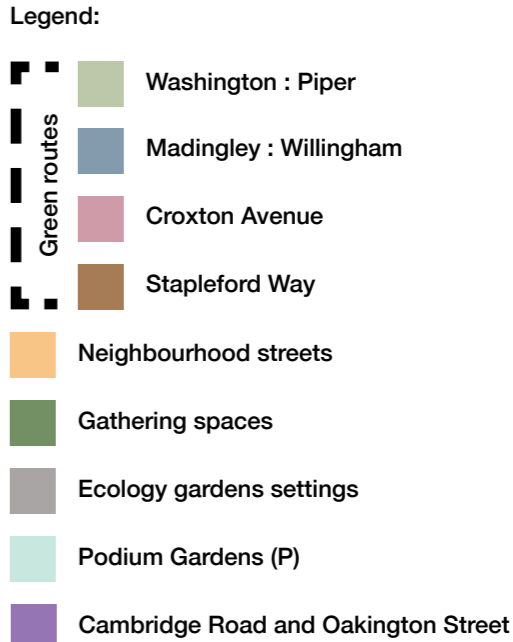 Legend:
Green routes
Washington : Piper
Madingley : Willingham
Croxton Avenue
Stapleford Way
Neighbourhood streets
Gathering spaces
Ecology gardens settings
Podium Gardens (P)
Cambridge Road and Oakington Street